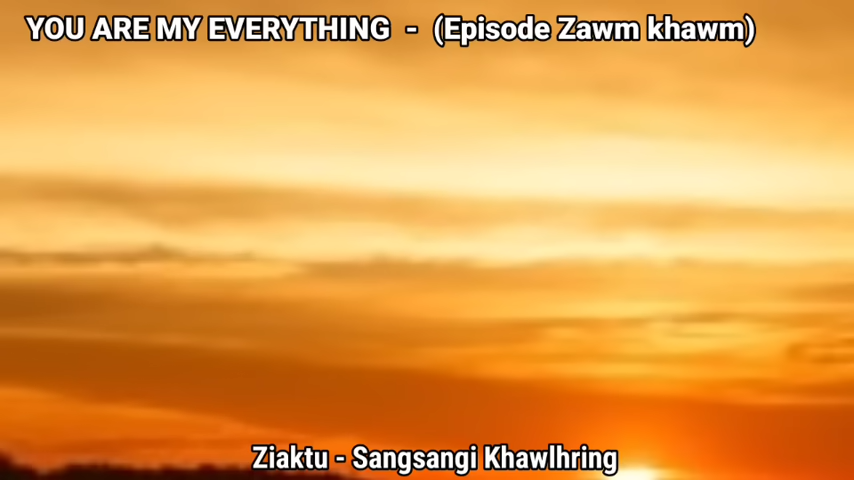 YOU ARE MY EVERYTHING - (Episode Zawm khawm)
Ziaktu - Sangsangi Khawlhring